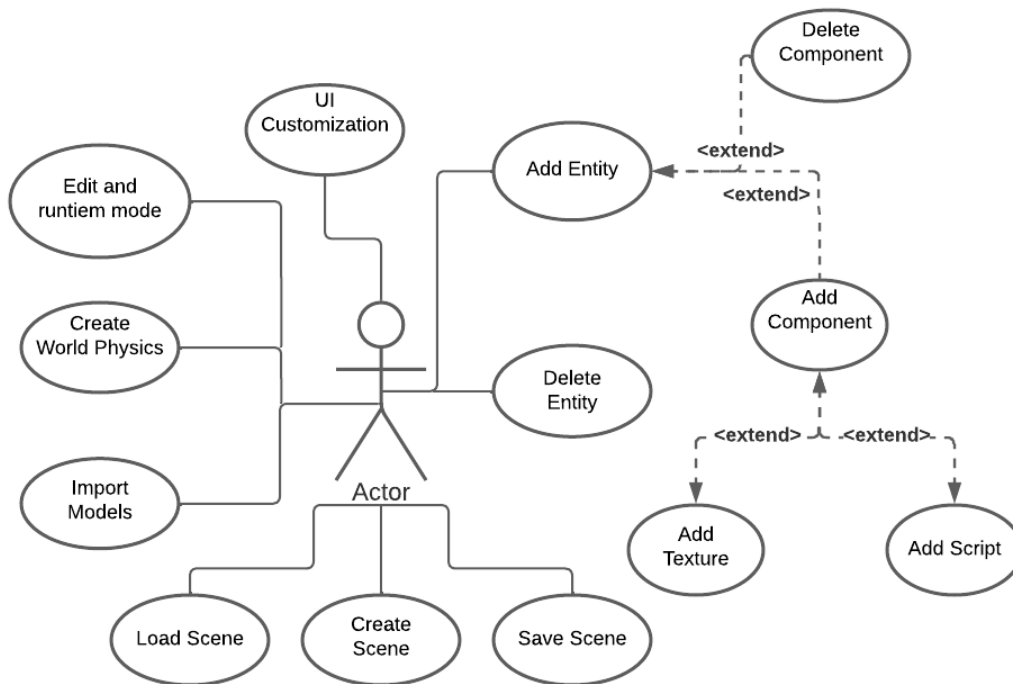 Delete
Component
UI
Customization
<extend>
Add Entity
Edit and
runtiem mode
<extend>
Add
Component
Create
World Physics
Delete
Entity
<extend>
<extend>
Import
Models
Actor
Add
Texture
Add Script
Load Scene
Create
Scene
Save Scene